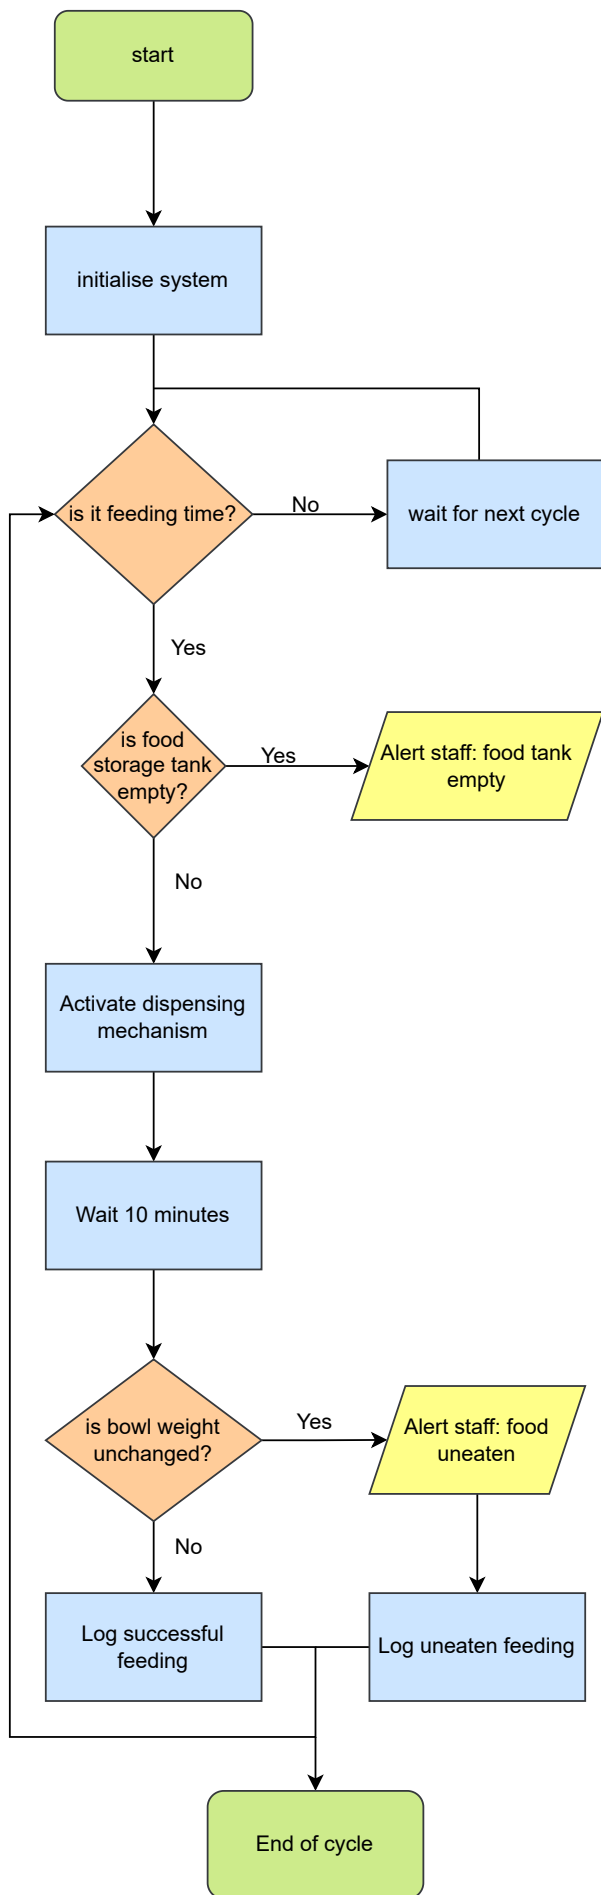 start
initialise system
is it feeding time?
No
wait for next cycle
Yes
is food
storage tank
empty?
Yes
Alert staff: food tank
empty
No
Activate dispensing
mechanism
Wait 10 minutes
is bowl weight
unchanged?
Yes
Alert staff: food
uneaten
No
Log successful
feeding
Log uneaten feeding
End of cycle